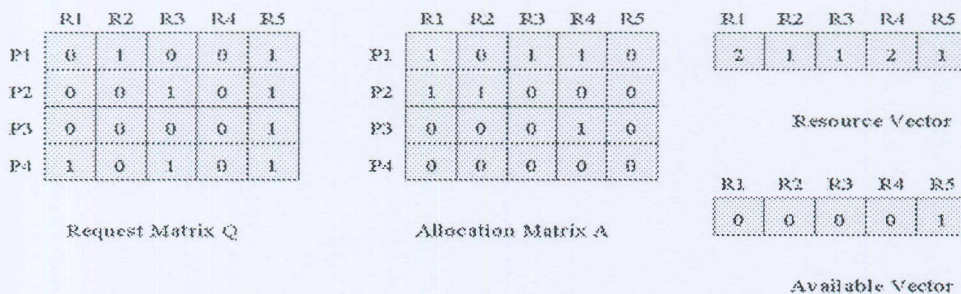 R1 R2 R3 R4 R5
P1 0 1 0 0 1
P2 0 0 1 0 1
P3 0 0 0 0 1
P4 1 0 1 0 1
Request Matrix Q
R1 R2 R3 R4 R5
P1 1 0 1 1 0
P2 1 1 0 0 0
P3 0 0 0 1 0
P4 0 0 0 0 0
Allocation Matrix A
R1 R2 R3 R4 R5
2 1 1 2 1
Resource Vector
R1 R2 R3 R4 R5
0 0 0 0 1
Available Vector